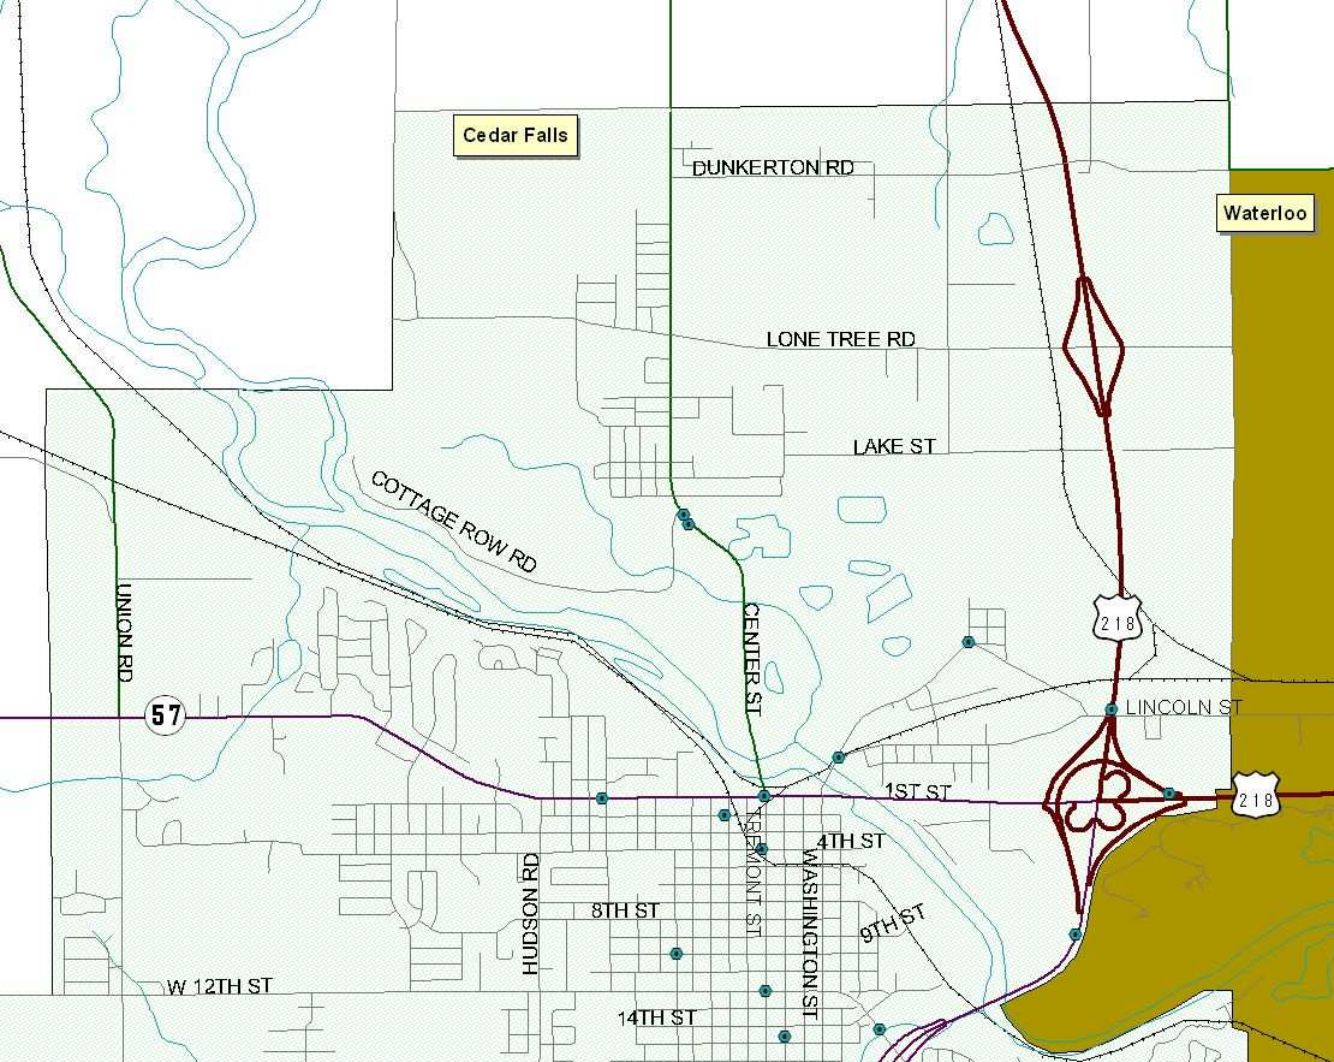 Cedar Falls
DUNKERTON RD
Waterloo
LONE TREE RD
LAKE ST
COTTAGE ROW RD
UNION RD
CENTER ST
218
57
LINCOLN ST
1ST ST
218
TREMONT ST
4TH ST
WASHINGTON ST
HUDSON RD
8TH ST
9TH ST
W 12TH ST
14TH ST